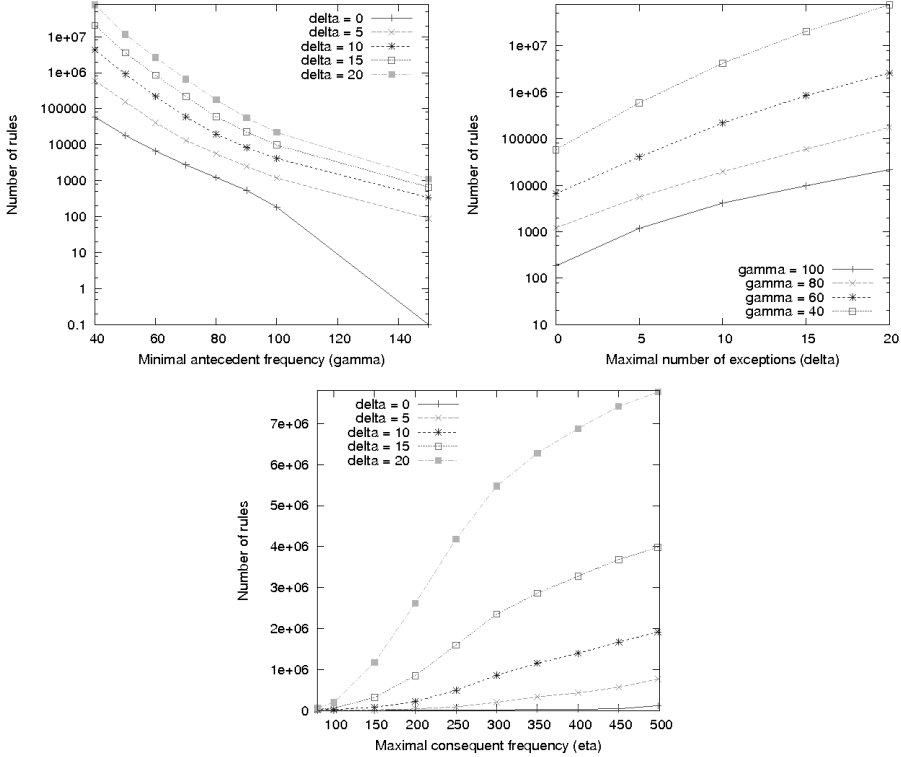 delta = 0
delta = 5
delta = 10
delta = 15
delta = 20
1e+07
1e+06
100000
10000
1000
100
10
1
0.1
Number of rules
40 60 80 100 120 140
Minimal antecedent frequency (gamma)
1e+07
1e+06
100000
10000
1000
100
10
Number of rules
gamma = 100
gamma = 80
gamma = 60
gamma = 40
0 5 10 15 20
Maximal number of exceptions (delta)
delta = 0
delta = 5
delta = 10
delta = 15
delta = 20
7e+06
6e+06
5e+06
4e+06
3e+06
2e+06
1e+06
0
Number of rules
100 150 200 250 300 350 400 450 500
Maximal consequent frequency (eta)